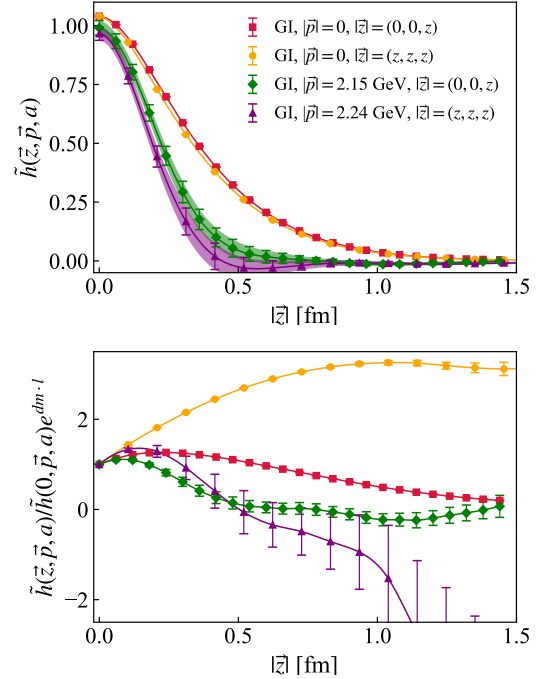 GI, |p⃗|=0, |z⃗|=(0,0,z)
GI, |p⃗|=0, |z⃗|=(z,z,z)
GI, |p⃗|=2.15 GeV, |z⃗|=(0,0,z)
GI, |p⃗|=2.24 GeV, |z⃗|=(z,z,z)
h̃(z⃗,p⃗,a)
1.00
0.75
0.50
0.25
0.00
0.0 0.5 1.0 1.5
|z⃗| [fm]
h̃(z⃗,p⃗,a)/h̃(0,p⃗,a)e^{dm·l}
2
0
−2
0.0 0.5 1.0 1.5
|z⃗| [fm]